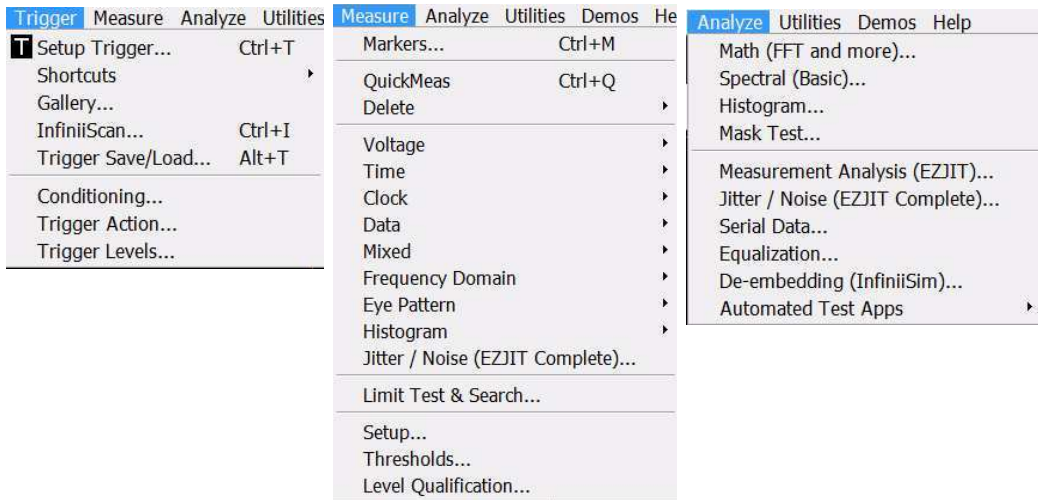 Trigger Measure Analyze Utilities
T Setup Trigger... Ctrl+T
Shortcuts
Gallery...
InfiniiScan... Ctrl+I
Trigger Save/Load... Alt+T
Conditioning...
Trigger Action...
Trigger Levels...
Measure Analyze Utilities Demos He
Markers... Ctrl+M
QuickMeas Ctrl+Q
Delete
Voltage
Time
Clock
Data
Mixed
Frequency Domain
Eye Pattern
Histogram
Jitter / Noise (EZJIT Complete)...
Limit Test & Search...
Setup...
Thresholds...
Level Qualification...
Analyze Utilities Demos Help
Math (FFT and more)...
Spectral (Basic)...
Histogram...
Mask Test...
Measurement Analysis (EZJIT)...
Jitter / Noise (EZJIT Complete)...
Serial Data...
Equalization...
De-embedding (InfiniiSim)...
Automated Test Apps